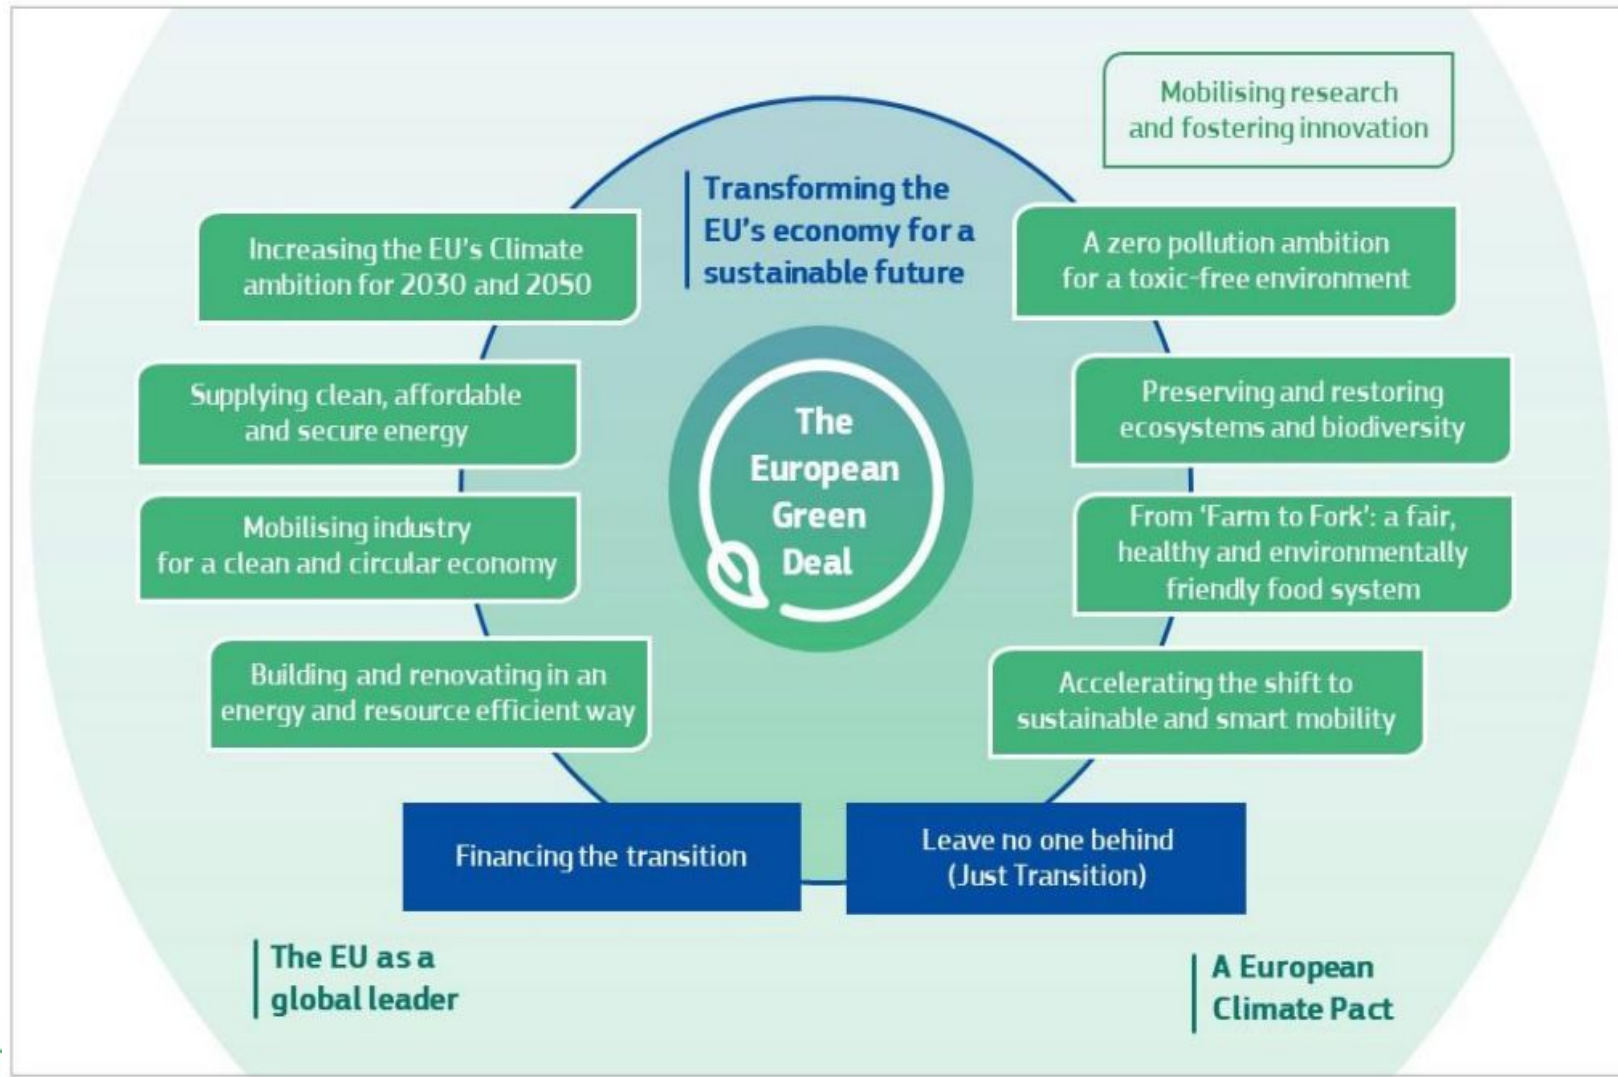 Mobilising research
and fostering innovation
Transforming the
EU's economy for a
sustainable future
Increasing the EU's Climate
ambition for 2030 and 2050
A zero pollution ambition
for a toxic-free environment
Supplying clean, affordable
and secure energy
Preserving and restoring
ecosystems and biodiversity
The
European
Green
Deal
Mobilising industry
for a clean and circular economy
From ‘Farm to Fork’: a fair,
healthy and environmentally
friendly food system
Building and renovating in an
energy and resource efficient way
Accelerating the shift to
sustainable and smart mobility
Financing the transition
Leave no one behind
(Just Transition)
The EU as a
global leader
A European
Climate Pact